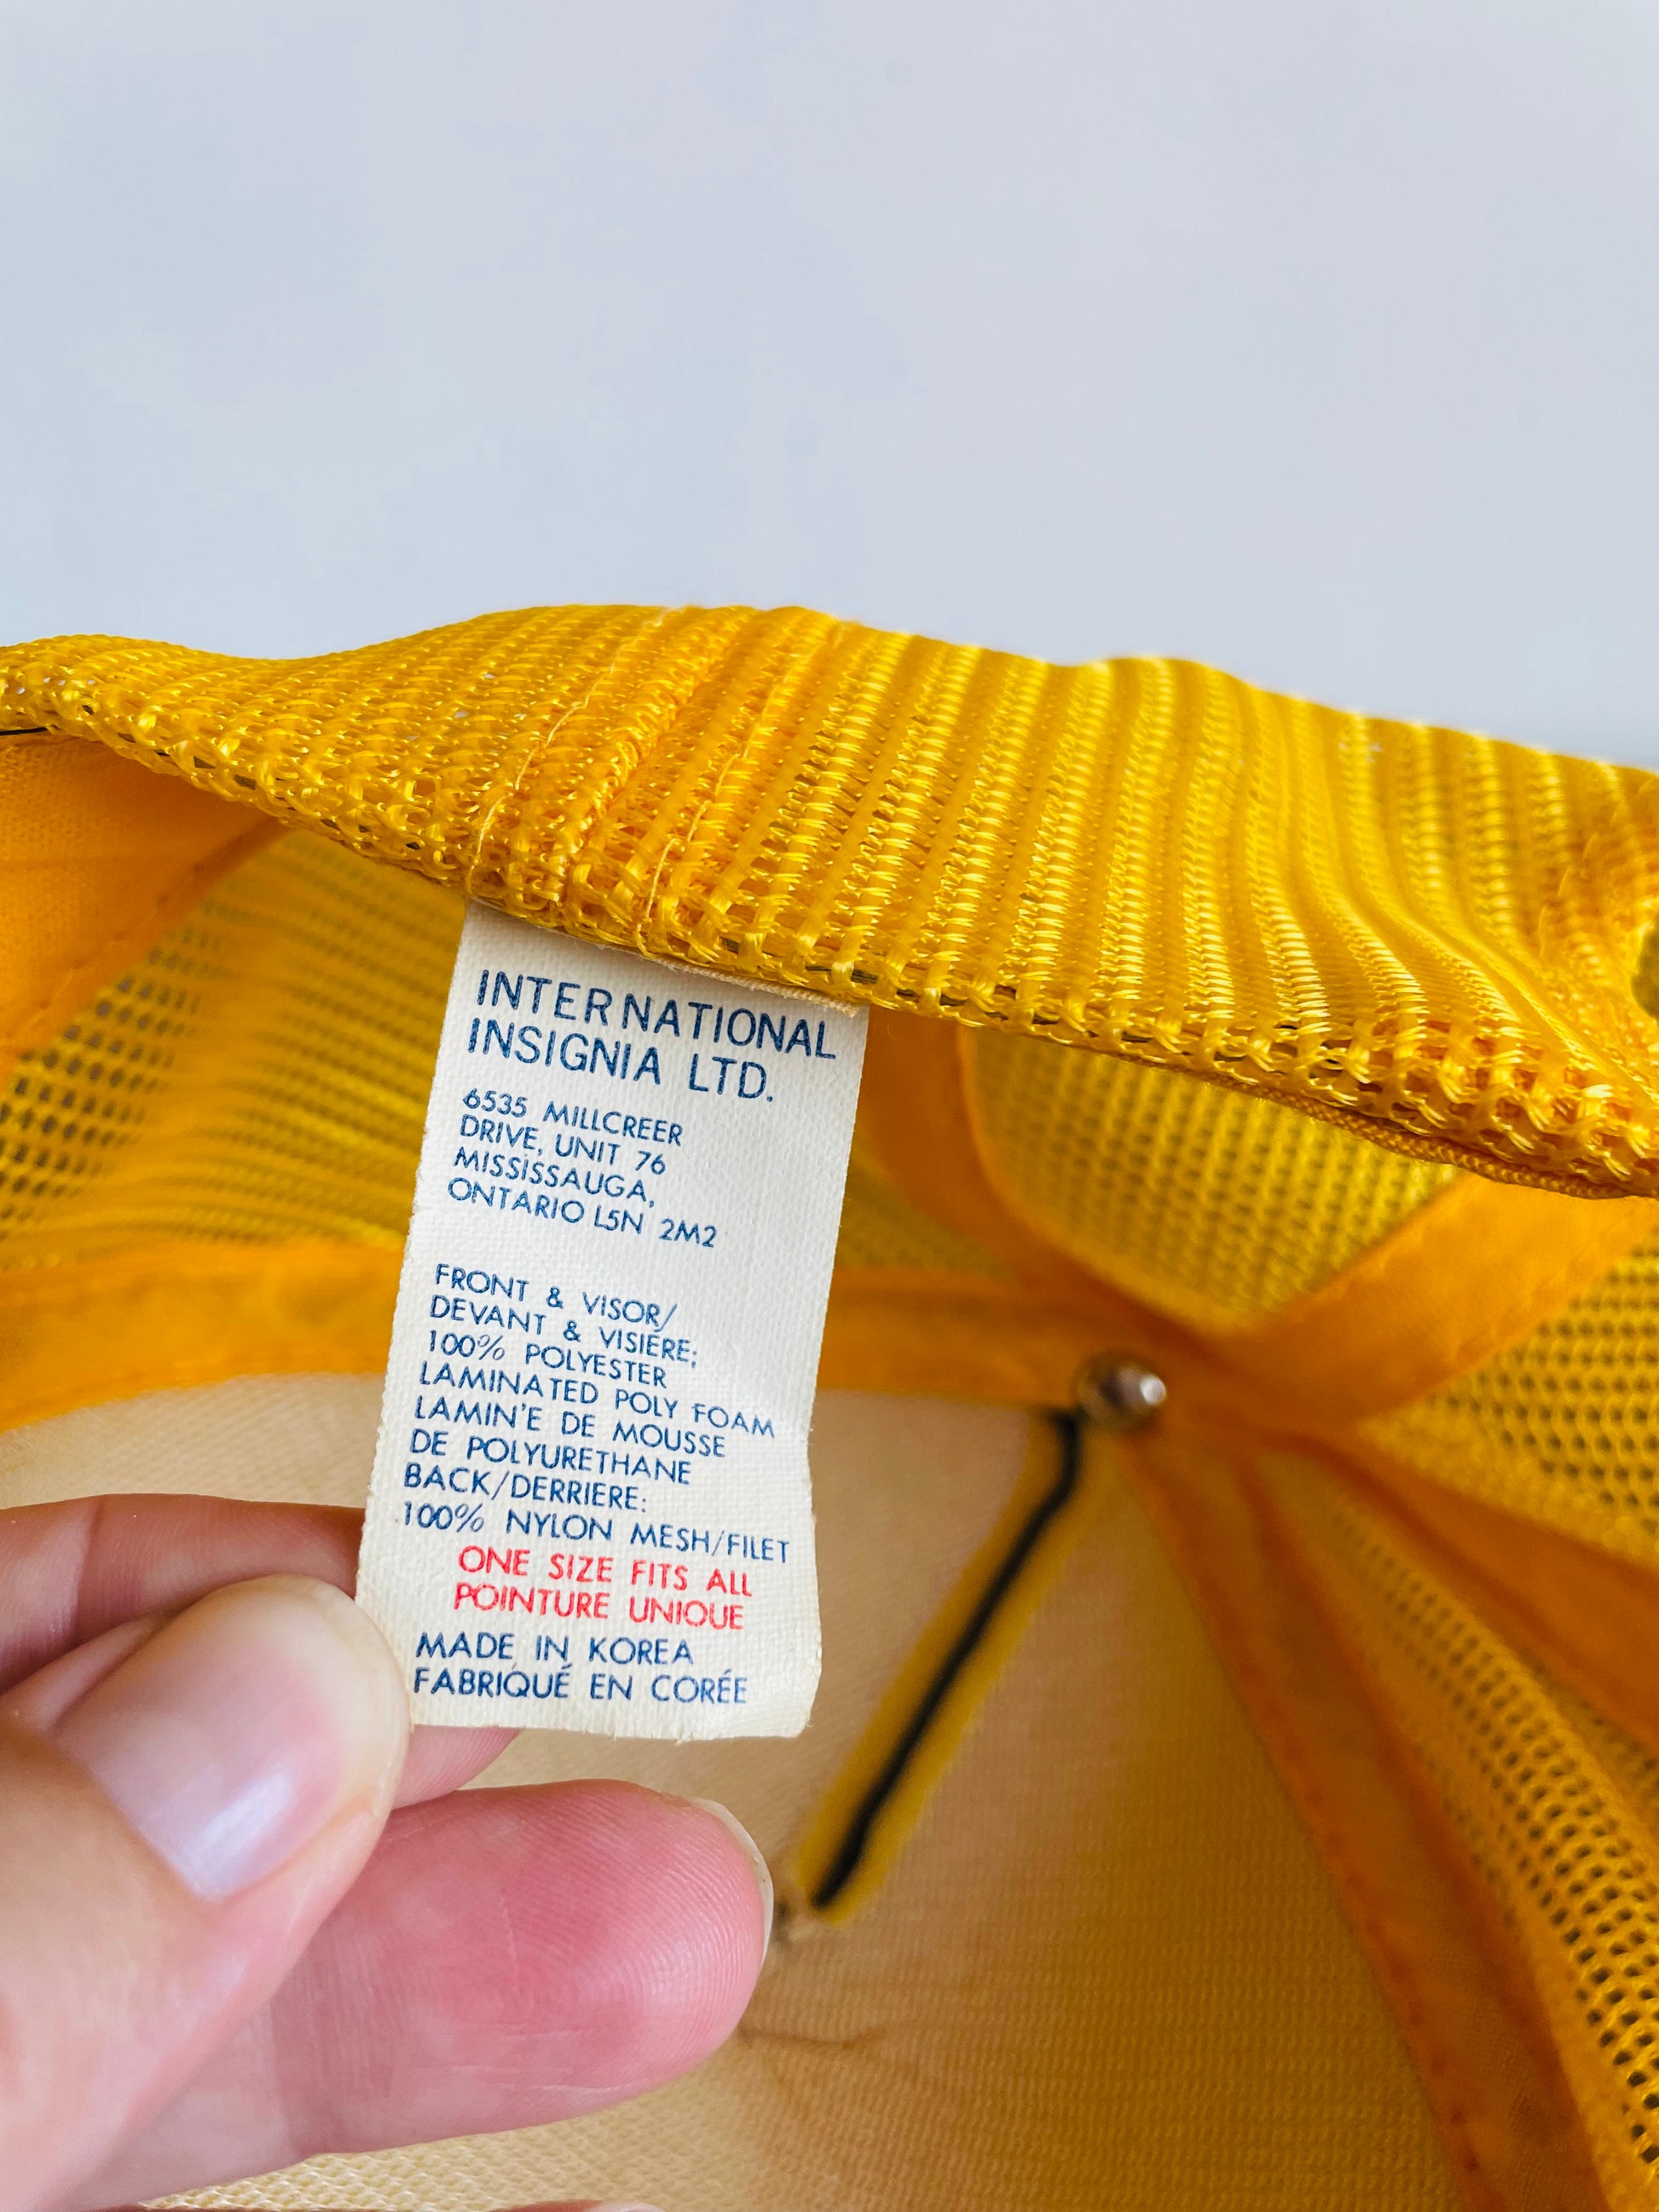 INTERNATIONAL
INSIGNIA LTD.
6535 MILLCREER
DRIVE, UNIT 76
MISSISSAUGA,
ONTARIO L5N 2M2
FRONT & VISOR/
DEVANT & VISIÉRE;
100% POLYESTER
LAMINATED POLY FOAM
LAMIN'E DE MOUSSE
DE POLYURETHANE
BACK/DERRIERE:
100% NYLON MESH/FILET
ONE SIZE FITS ALL
POINTURE UNIQUE
MADE IN KOREA
FABRIQUÉ EN CORÉE